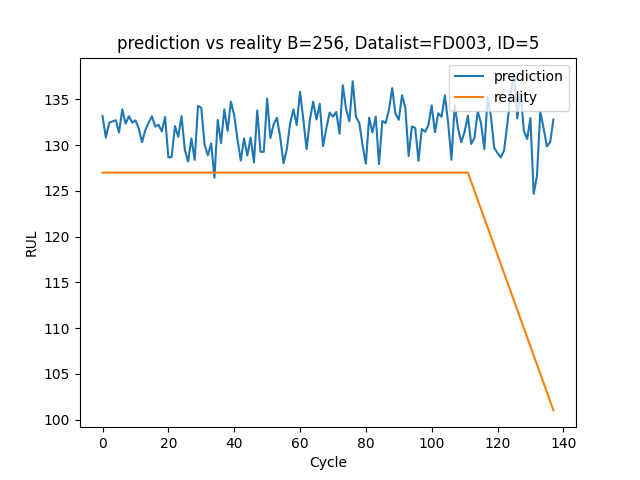 prediction vs reality B=256, Datalist=FD003, ID=5
prediction
reality
RUL
135
130
125
120
115
110
105
100
0 20 40 60 80 100 120 140
Cycle